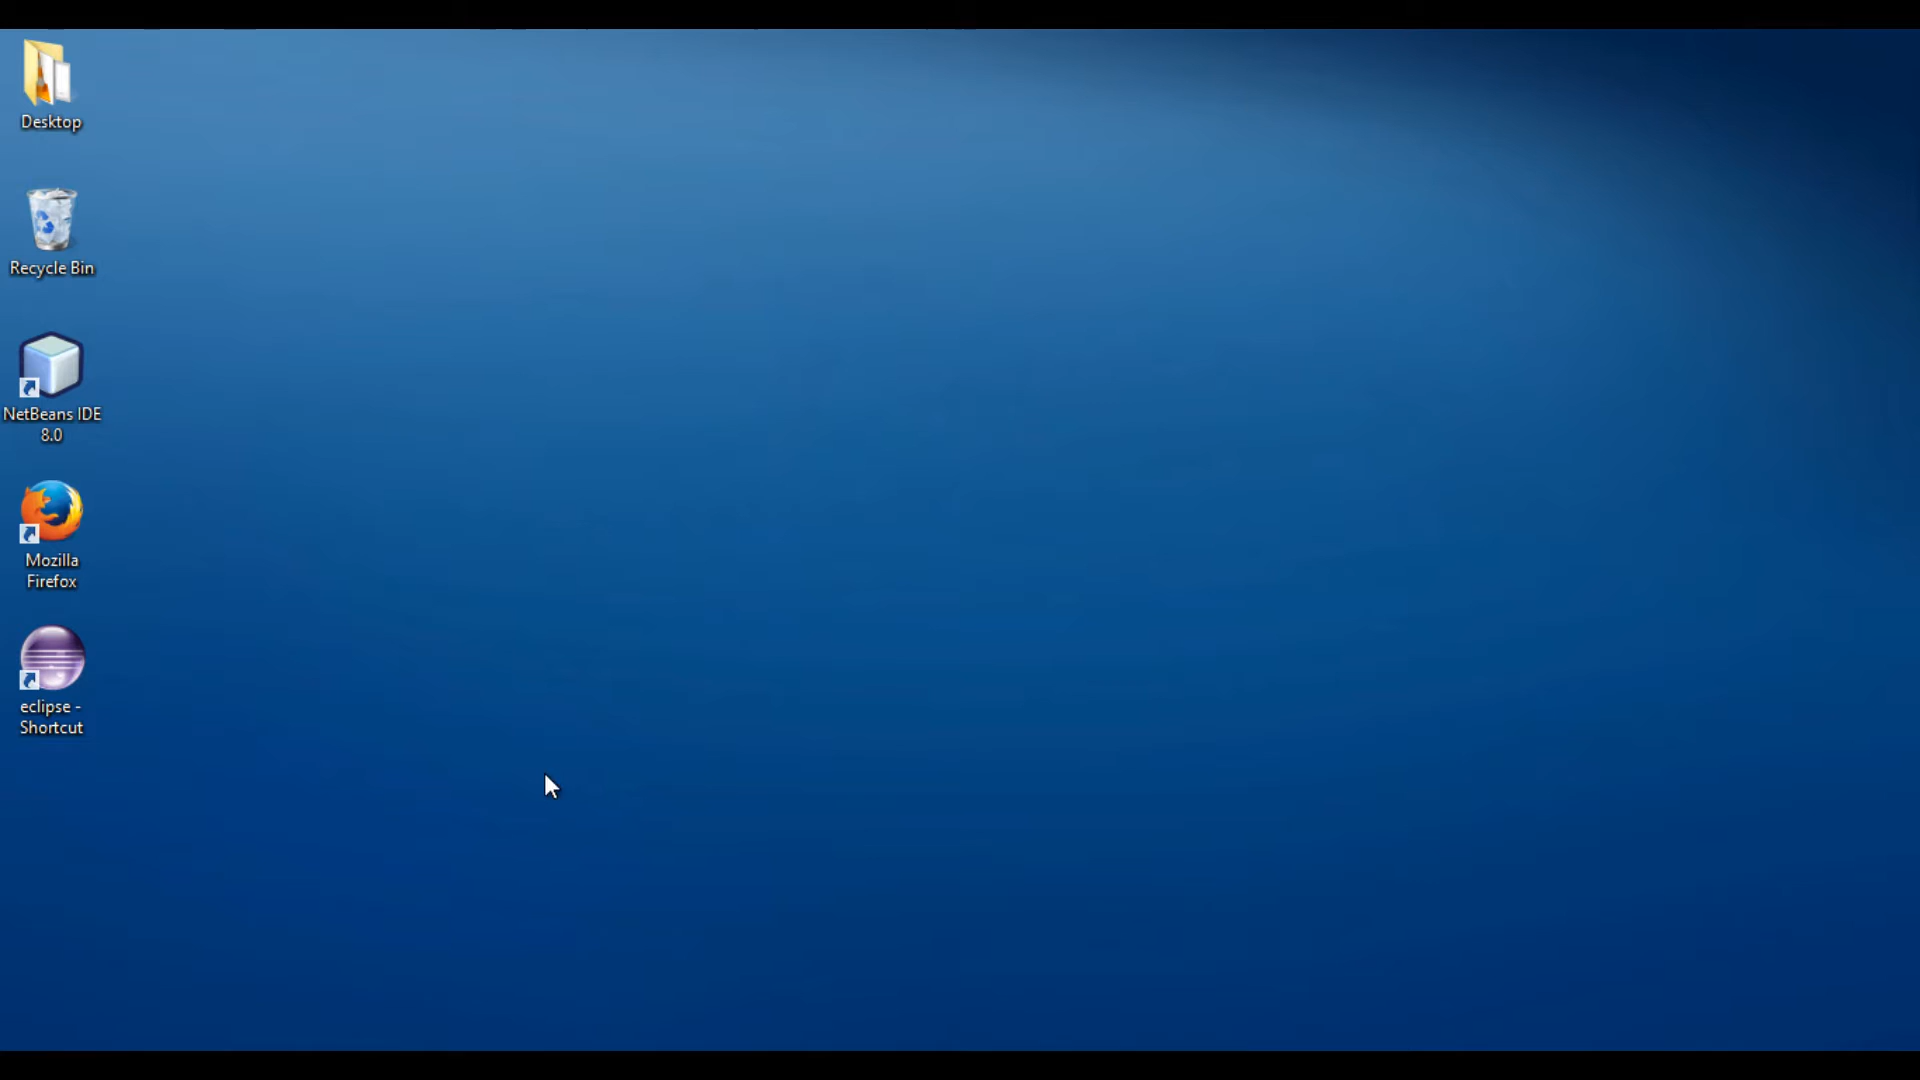 Desktop
Recycle Bin
NetBeans IDE
8.0
Mozilla
Firefox
eclipse -
Shortcut